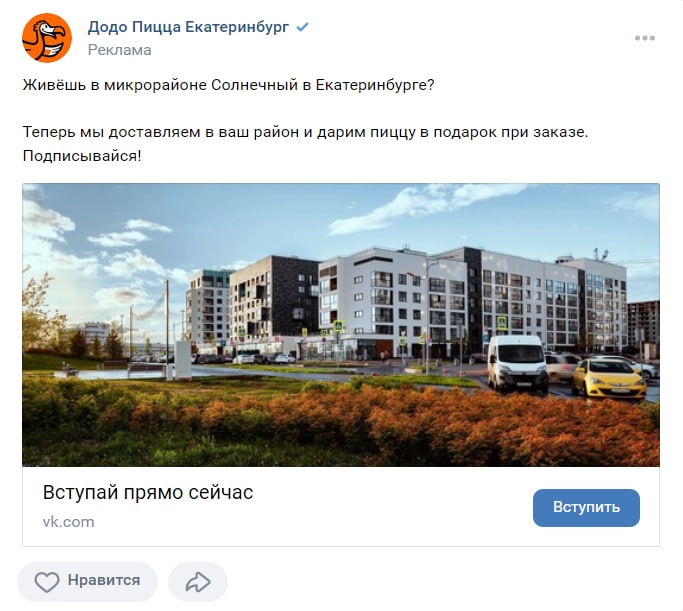 Додо Пицца Екатеринбург
Реклама
Живёшь в микрорайоне Солнечный в Екатеринбурге?
Теперь мы доставляем в ваш район и дарим пиццу в подарок при заказе.
Подписывайся!
Вступай прямо сейчас
vk.com
Вступить
Нравится